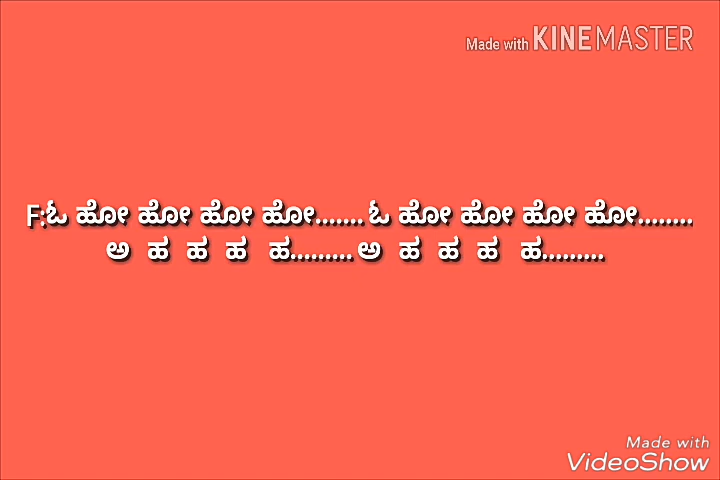 Made with KINEMASTER
F:ಓ ಹೋ ಹೋ ಹೋ ಹೋ....... ಓ ಹೋ ಹೋ ಹೋ ಹೋ........
ಅ ಹ ಹ ಹ ಹ......... ಅ ಹ ಹ ಹ ಹ.........
Made with
VideoShow